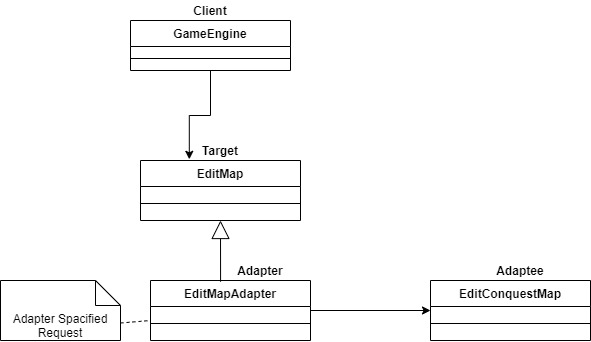 Client
GameEngine
Target
EditMap
Adapter
EditMapAdapter
Adaptee
EditConquestMap
Adapter Spacified
Request